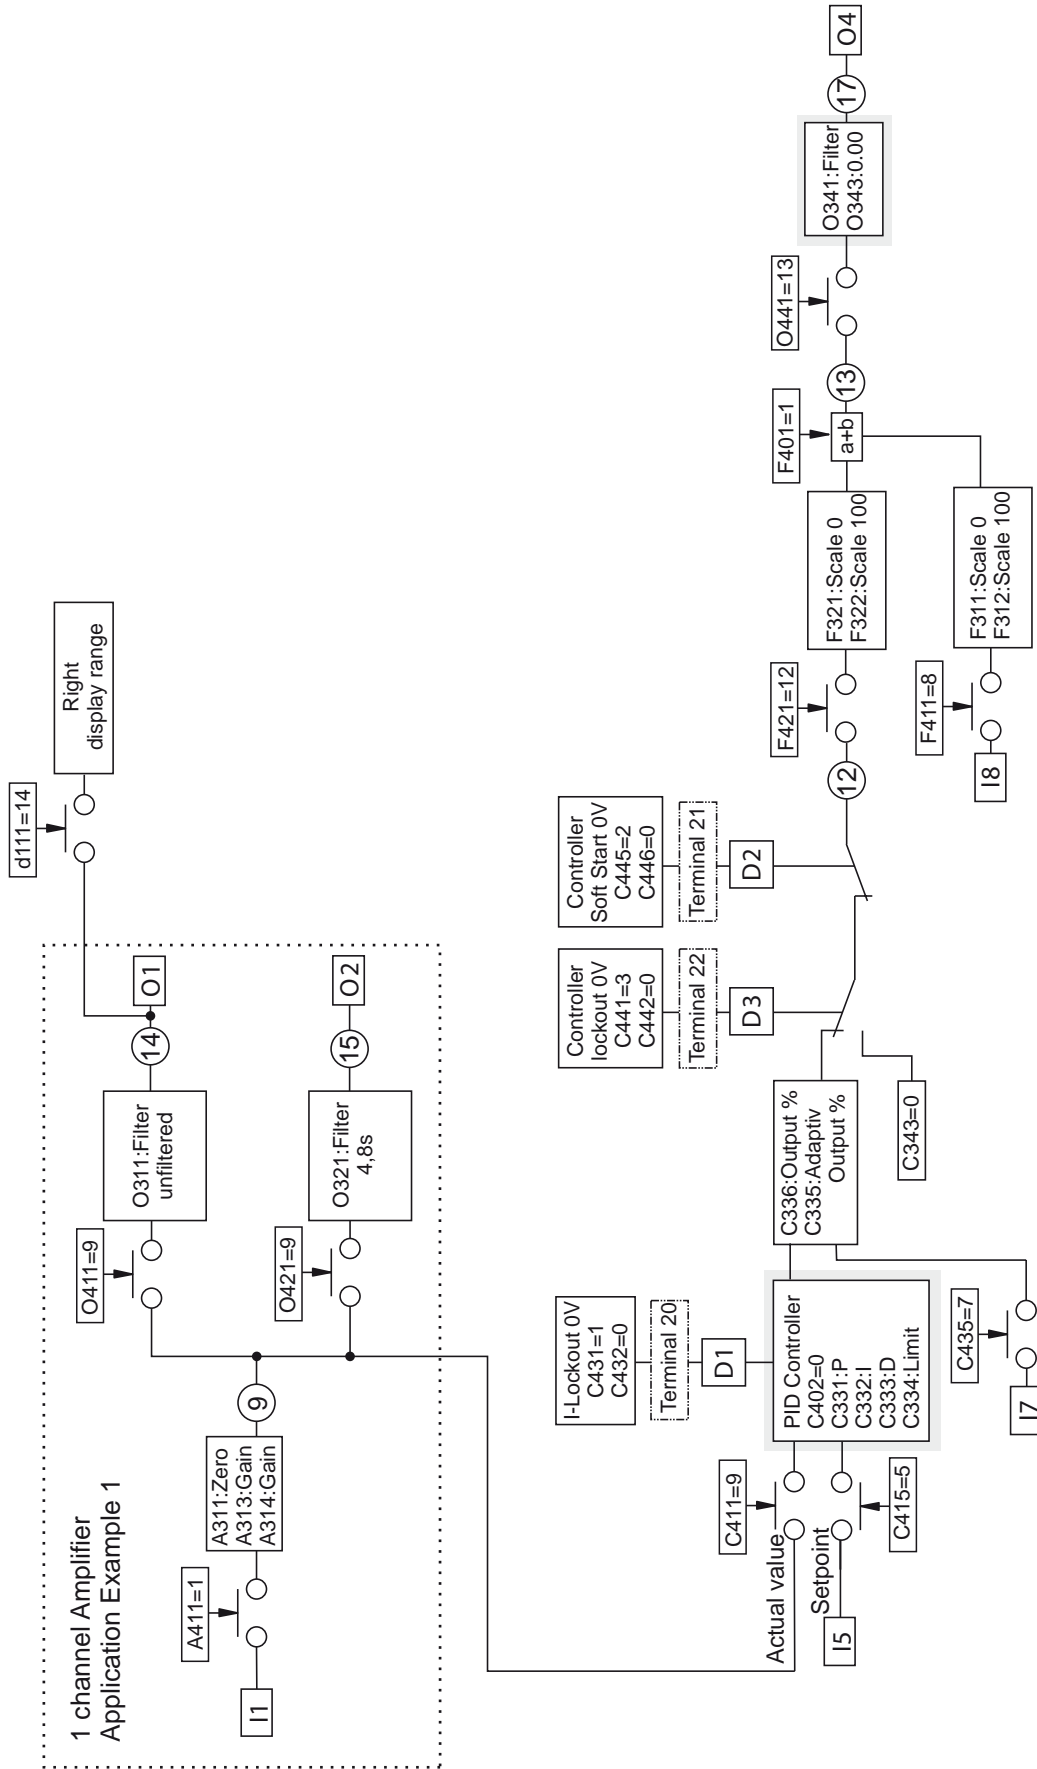 1 channel Amplifier
Application Example 1
I1
A411=1
A311:Zero
A313:Gain
A314:Gain
9
O411=9
O311:Filter
unfiltered
14
O1
d111=14
Right
display range
O421=9
O321:Filter
4,8s
15
O2
Actual value
C411=9
Setpoint
I5
C415=5
I-Lockout 0V
C431=1
C432=0
Terminal 20
D1
PID Controller
C402=0
C331:P
C332:I
C333:D
C334:Limit
I7
C435=7
C336:Output %
C335:Adaptiv
Output %
C343=0
Controller
lockout 0V
C441=3
C442=0
Terminal 22
D3
Controller
Soft Start 0V
C445=2
C446=0
Terminal 21
D2
12
F421=12
F321:Scale 0
F322:Scale 100
I8
F411=8
F311:Scale 0
F312:Scale 100
F401=1
a+b
13
O441=13
O341:Filter
O343:0.00
17
O4